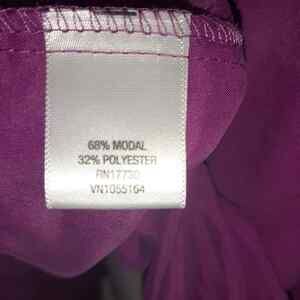 68% MODAL
32% POLYESTER
RN17730
VN1055164